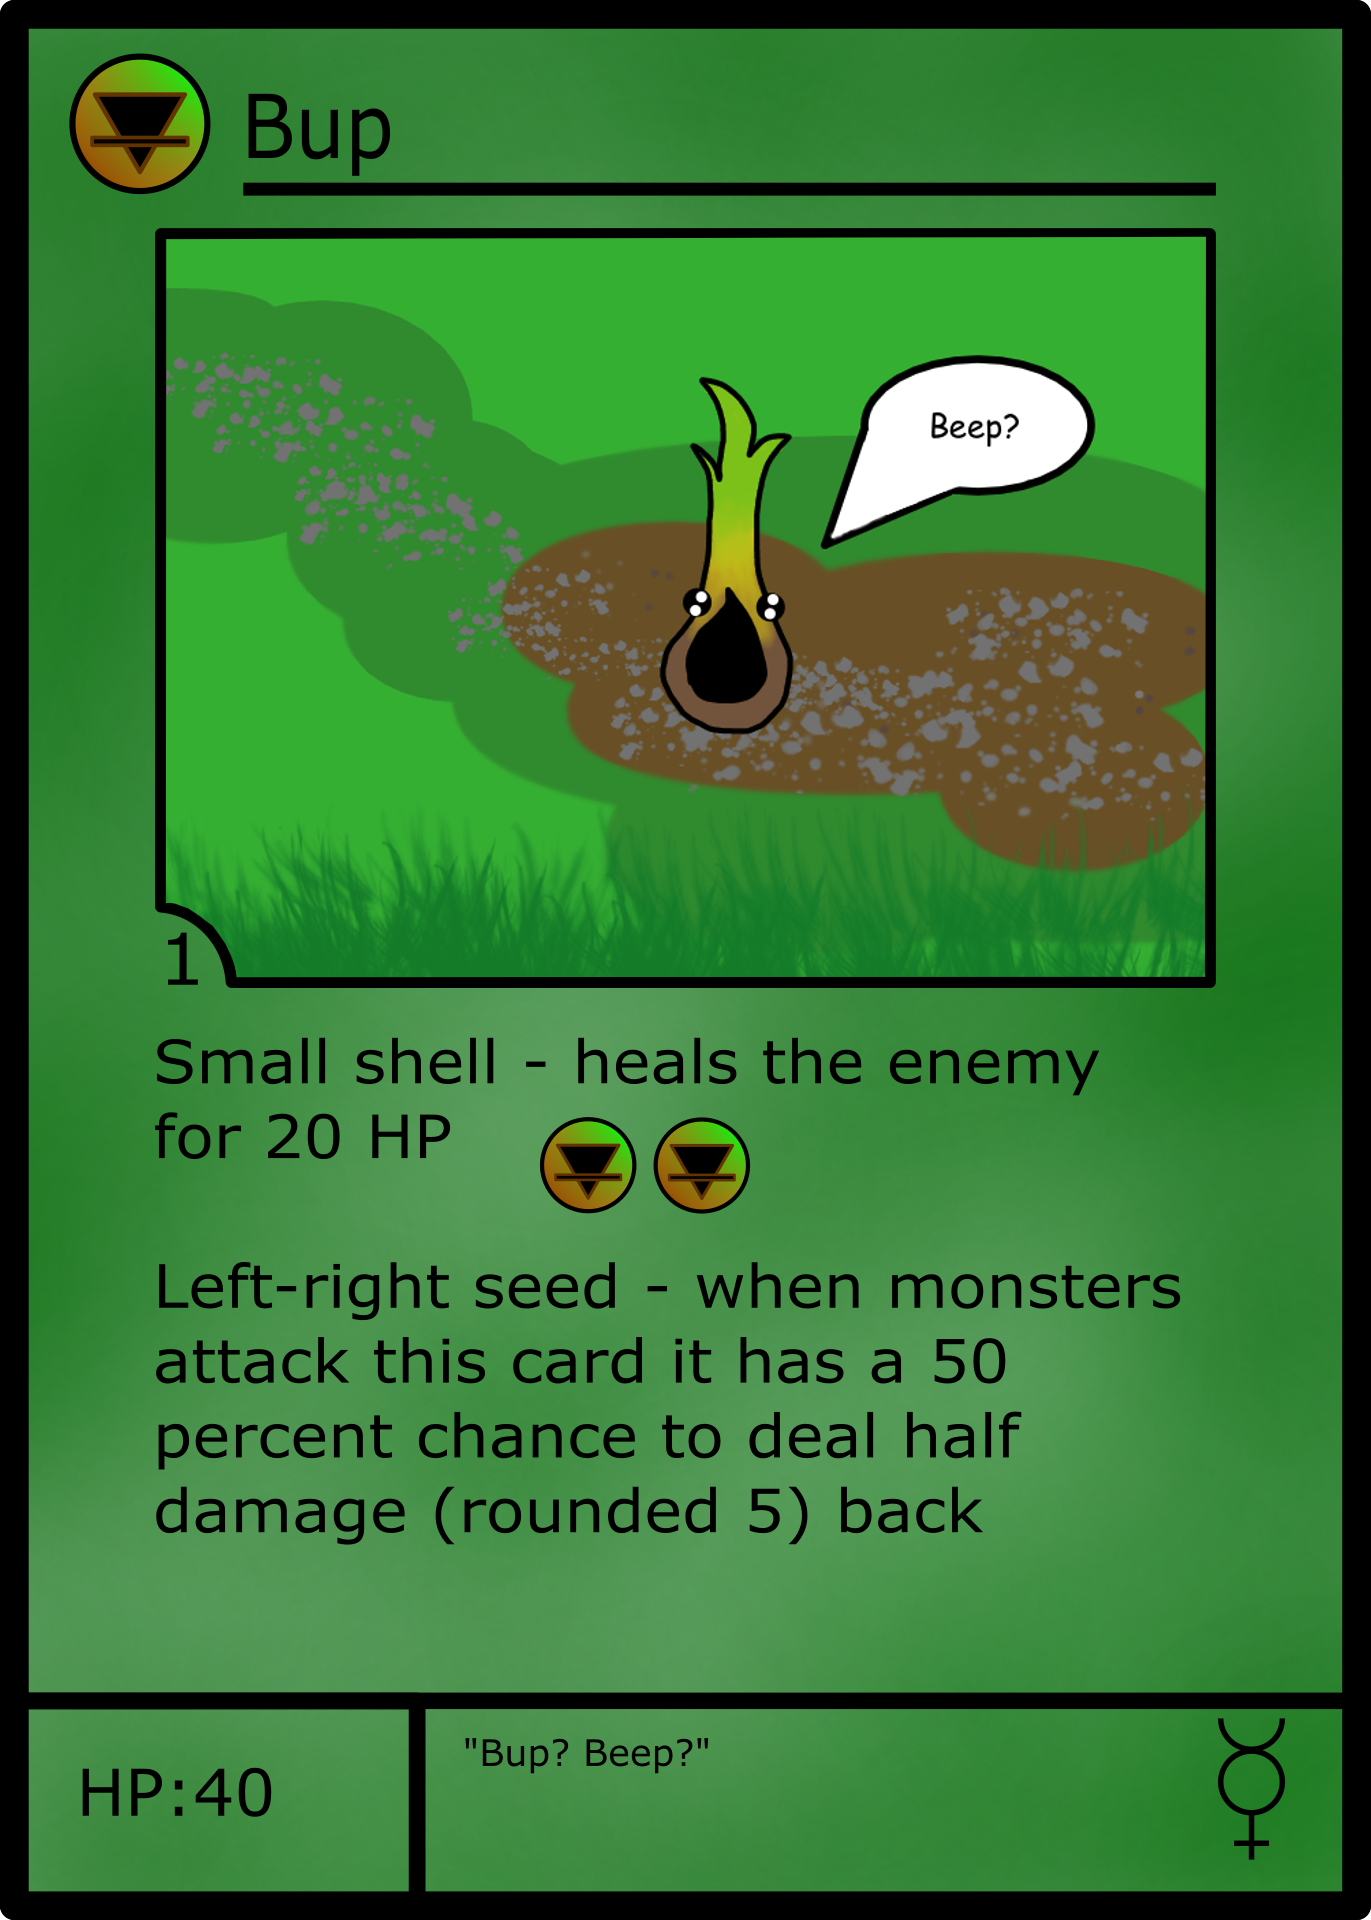 Bup
Beep?
1
Small shell - heals the enemy
for 20 HP
Left-right seed - when monsters
attack this card it has a 50
percent chance to deal half
damage (rounded 5) back
HP:40
"Bup? Beep?"